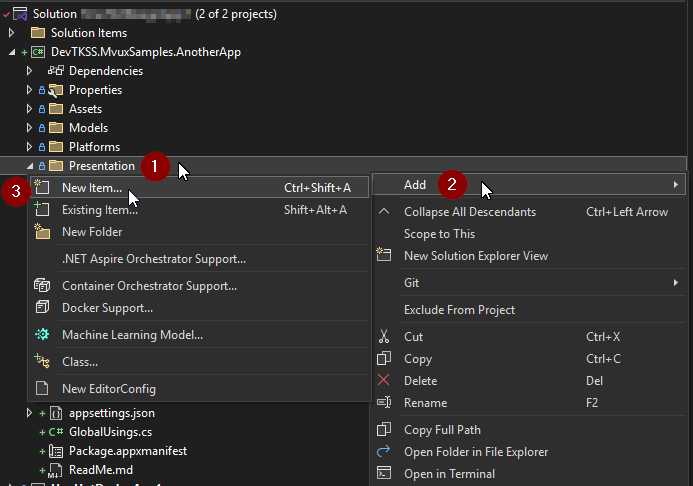 Solution (2 of 2 projects)
Solution Items
DevTKSS.MvuxSamples.AnotherApp
Dependencies
Properties
Assets
Models
Platforms
Presentation 1
3 New Item... Ctrl+Shift+A
Existing Item... Shift+Alt+A
New Folder
.NET Aspire Orchestrator Support...
Container Orchestrator Support...
Docker Support...
Machine Learning Model...
Class...
New EditorConfig
Add 2
Collapse All Descendants Ctrl+Left Arrow
Scope to This
New Solution Explorer View
Git
Exclude From Project
Cut Ctrl+X
Copy Ctrl+C
Delete Del
Rename F2
Copy Full Path
Open Folder in File Explorer
Open in Terminal
appsettings.json
C# GlobalUsings.cs
Package.appxmanifest
ReadMe.md